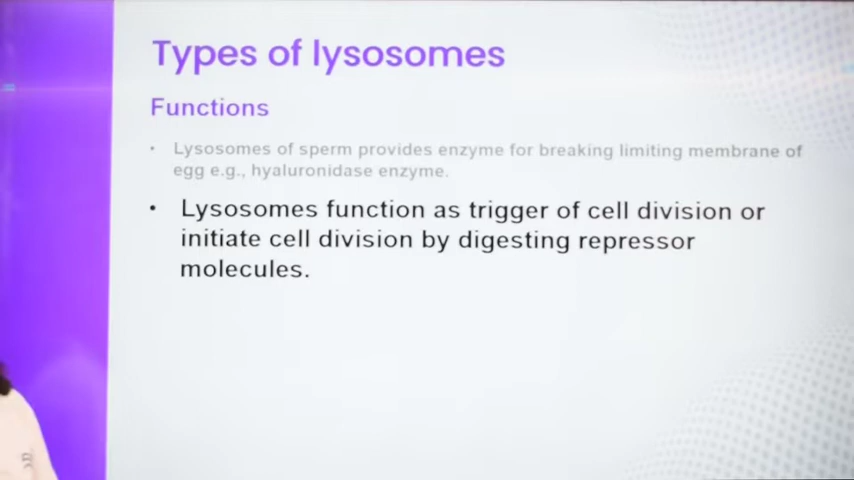 Types of lysosomes
Functions
• Lysosomes of sperm provides enzyme for breaking limiting membrane of
egg e.g., hyaluronidase enzyme.
• Lysosomes function as trigger of cell division or
initiate cell division by digesting repressor
molecules.